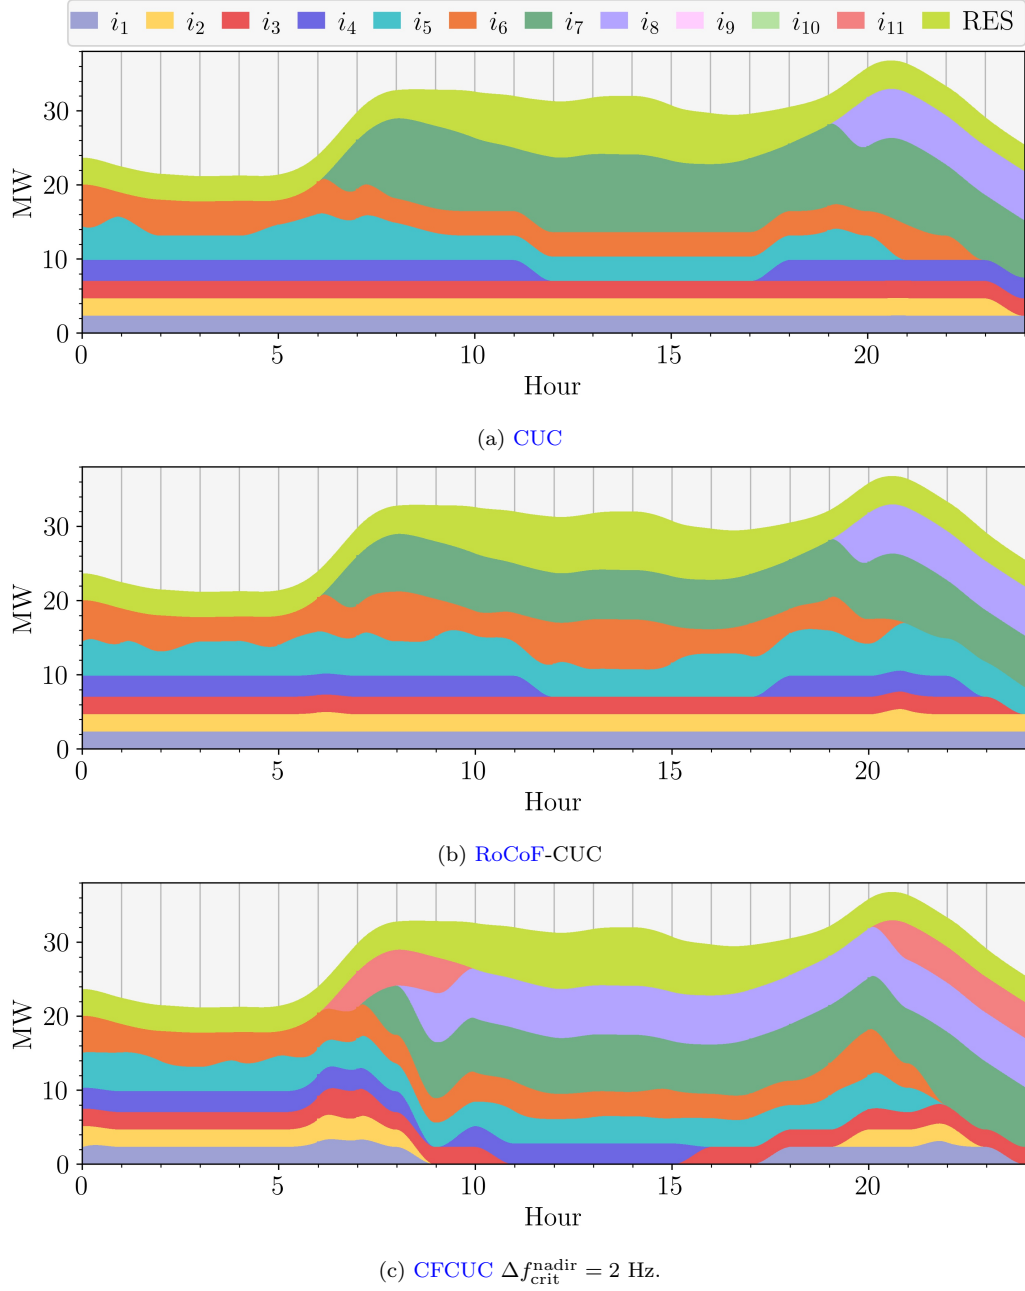 i₁ i₂ i₃ i₄ i₅ i₆ i₇ i₈ i₉ i₁₀ i₁₁ RES
30
20
10
0
MW
0 5 10 15 20
Hour
(a) CUC
30
20
10
0
MW
0 5 10 15 20
Hour
(b) RoCoF-CUC
30
20
10
0
MW
0 5 10 15 20
Hour
(c) CFCUC Δf_crit^nadir = 2 Hz.